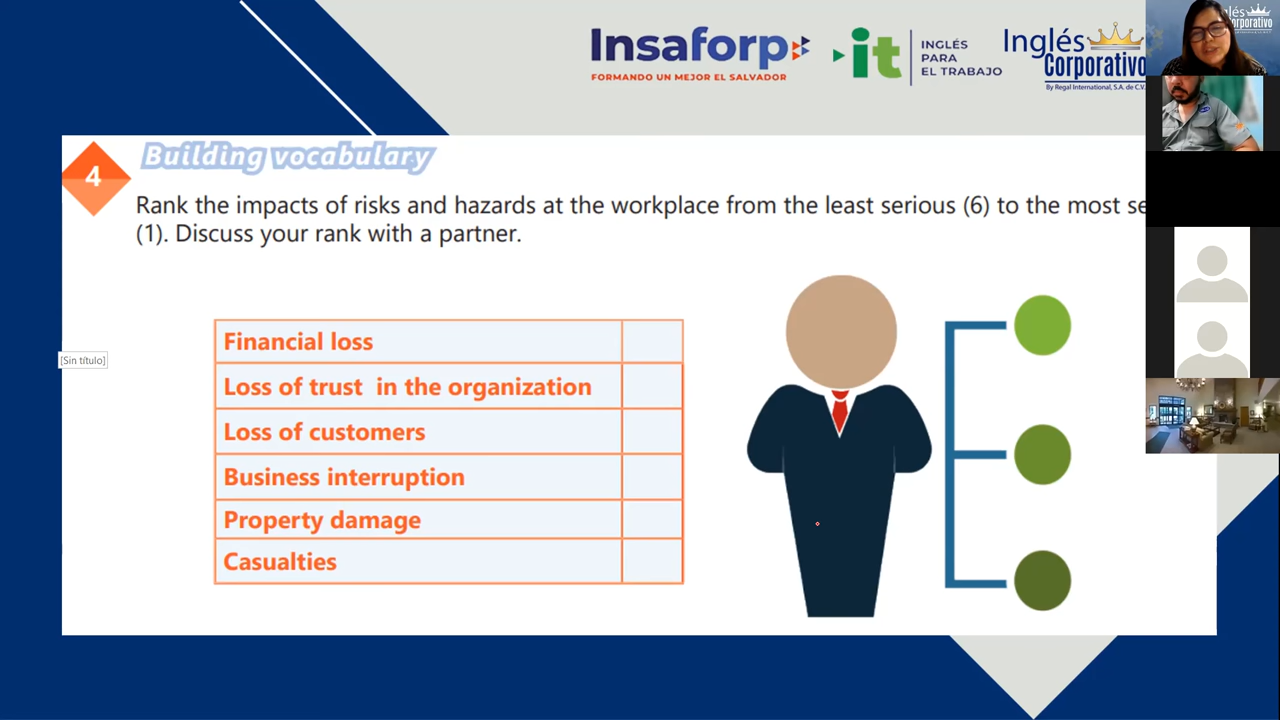 Insaforp
FORMANDO UN MEJOR EL SALVADOR
it
INGLÉS
PARA
EL TRABAJO
Inglés
Corporativo
By Regal International, S.A. de C.V.
4
Building vocabulary
Rank the impacts of risks and hazards at the workplace from the least serious (6) to the most se
(1). Discuss your rank with a partner.
Financial loss
Loss of trust in the organization
Loss of customers
Business interruption
Property damage
Casualties
[Sin título]